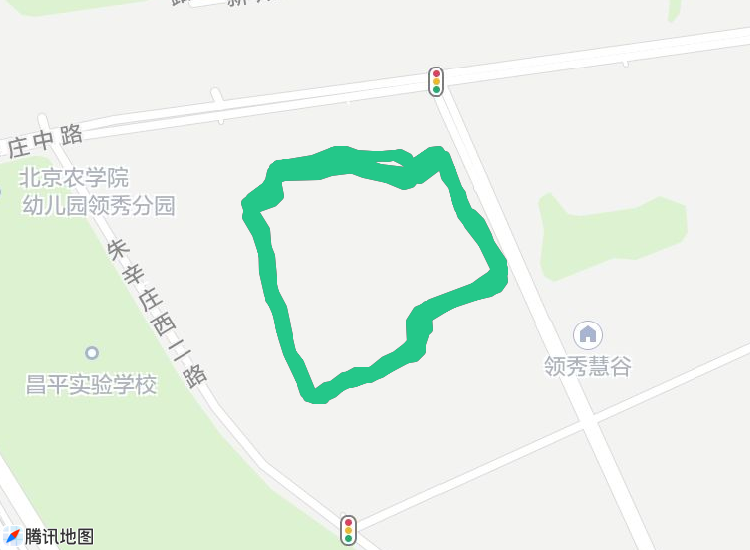 庄中路
北京农学院
幼儿园领秀分园
朱辛庄西二路
昌平实验学校
领秀慧谷
腾讯地图